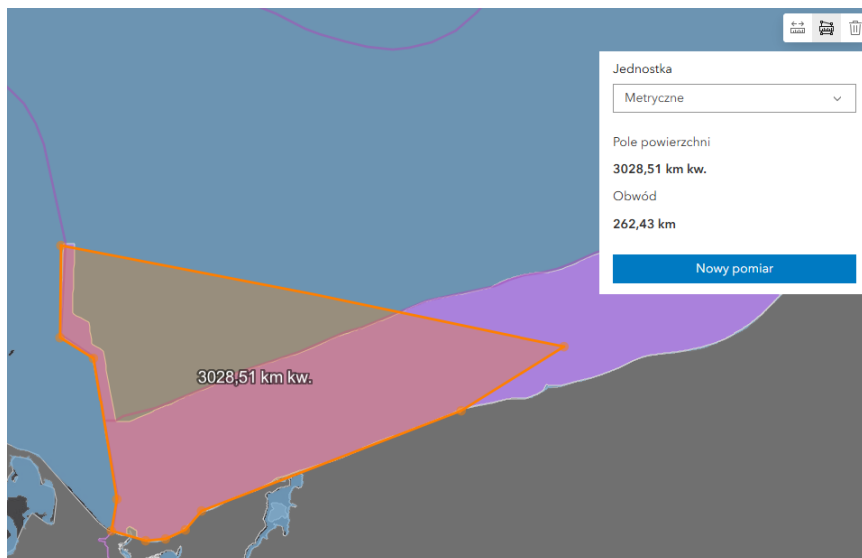 Jednostka
Metryczne
Pole powierzchni
3028,51 km kw.
Obwód
262,43 km
Nowy pomiar
3028,51 km kw.